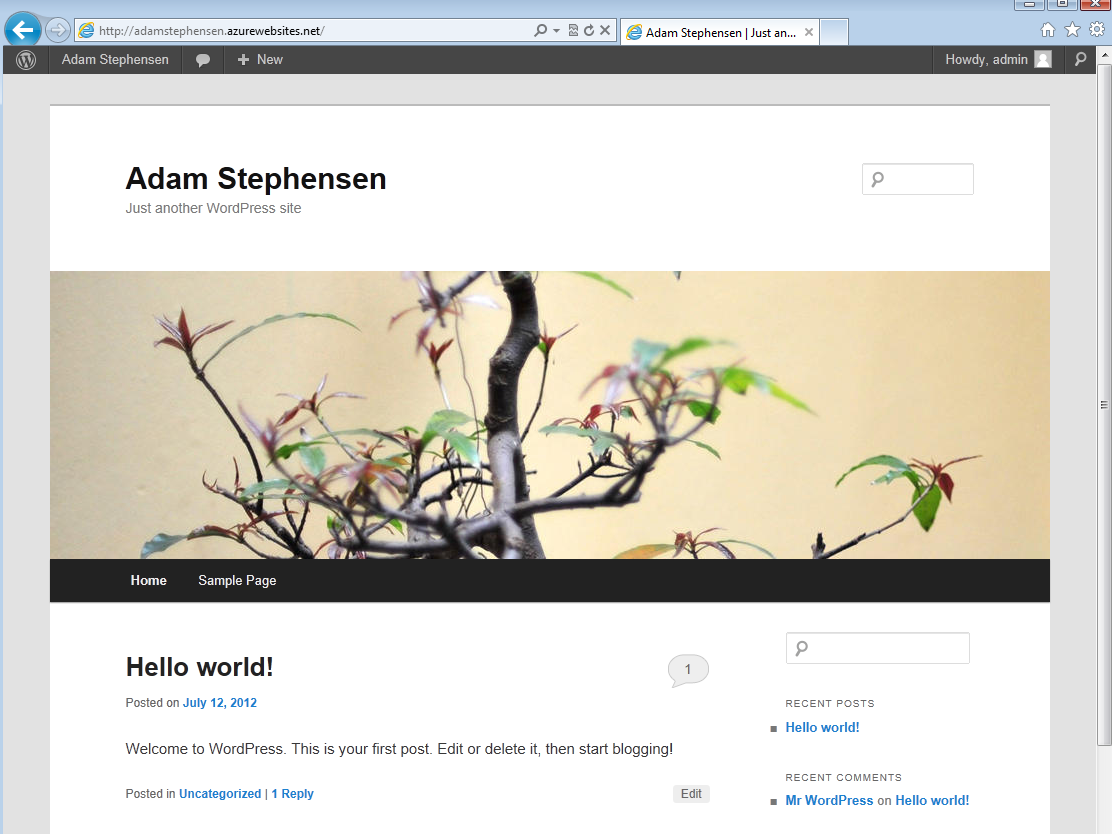 http://adamstephensen.azurewebsites.net/
Adam Stephensen | Just an...
Adam Stephensen
New
Howdy, admin
Adam Stephensen
Just another WordPress site
Home
Sample Page
Hello world!
1
Posted on July 12, 2012
Welcome to WordPress. This is your first post. Edit or delete it, then start blogging!
Posted in Uncategorized | 1 Reply
Edit
RECENT POSTS
Hello world!
RECENT COMMENTS
Mr WordPress on Hello world!